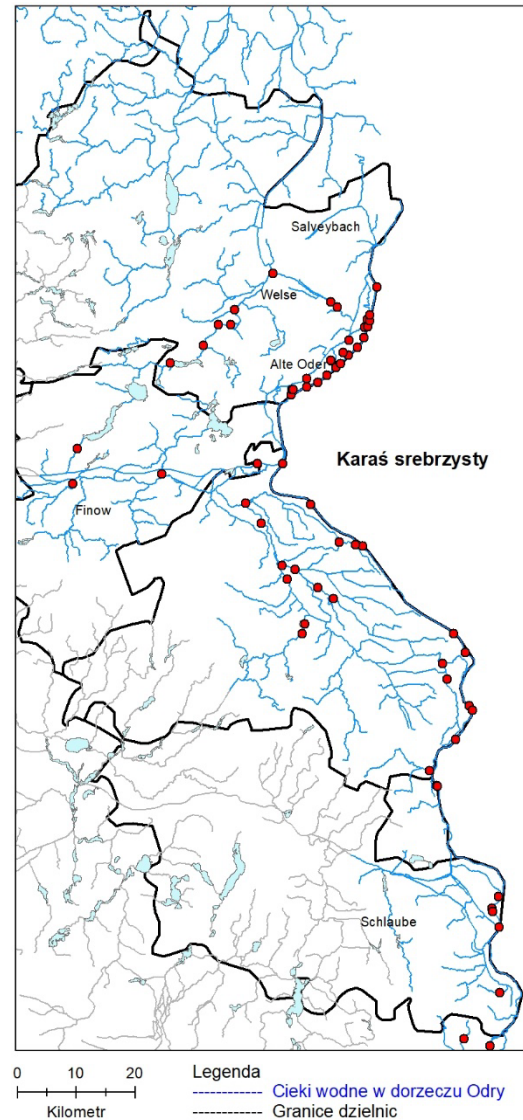 Salveybach
Welse
Alte Oder
Karaś srebrzysty
Finow
Schlaube
0 10 20
Kilometr
Legenda
Cieki wodne w dorzeczu Odry
Granice dzielnic